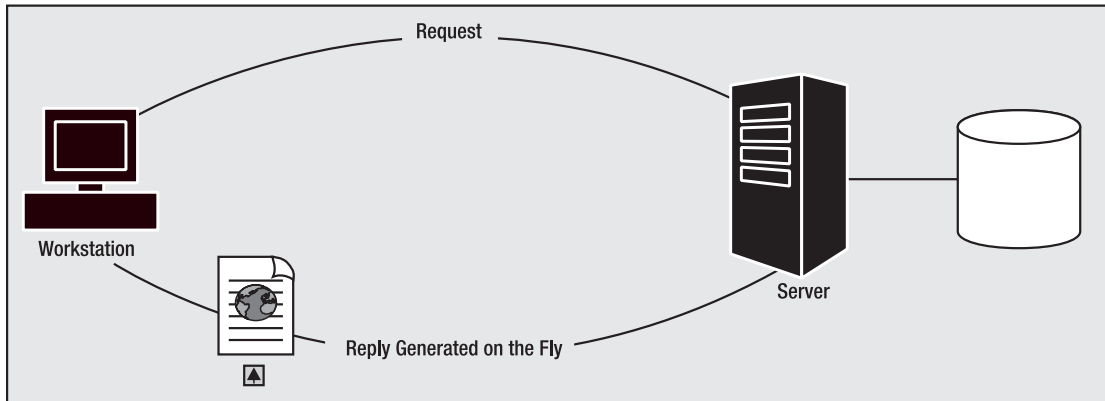 Request
Workstation
Server
Reply Generated on the Fly